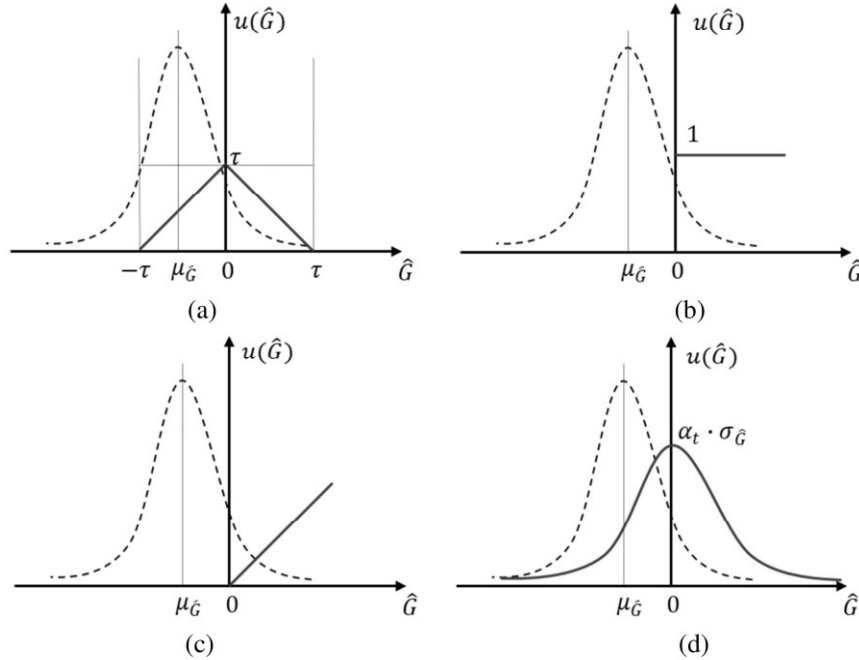 u(Ĝ)
τ
−τ μ_Ĝ 0 τ Ĝ
(a)
u(Ĝ)
1
μ_Ĝ 0 Ĝ
(b)
u(Ĝ)
μ_Ĝ 0 Ĝ
(c)
u(Ĝ)
α_t · σ_Ĝ
μ_Ĝ 0 Ĝ
(d)